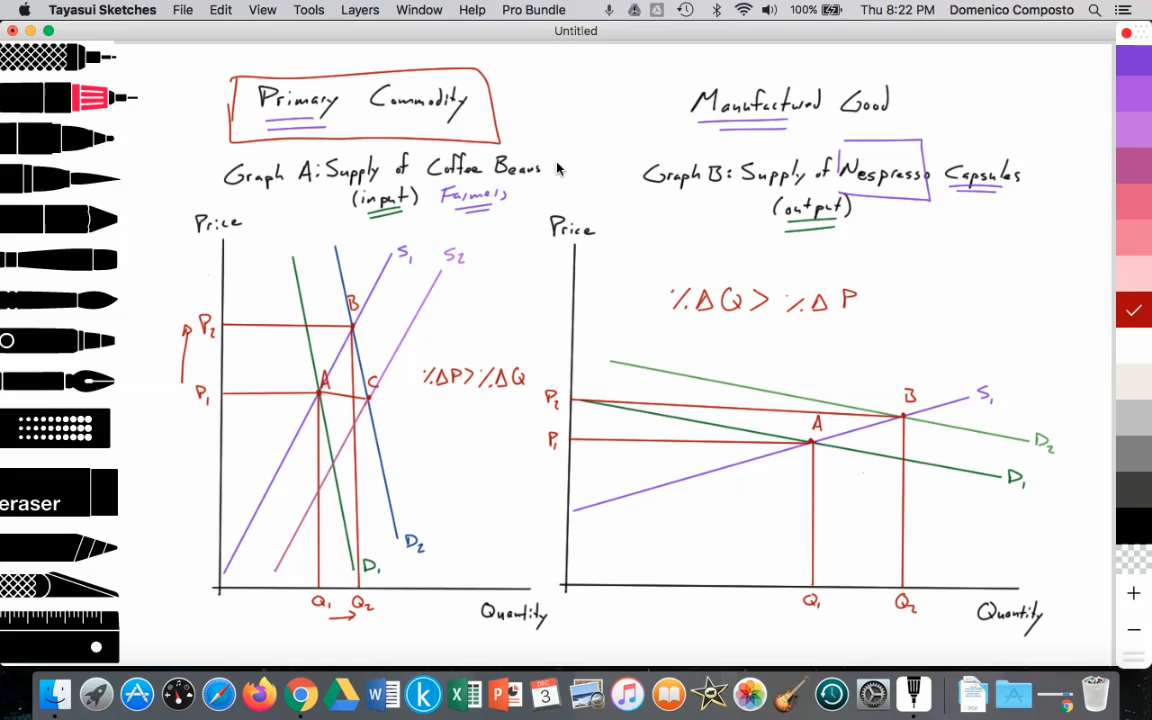 Tayasui Sketches File Edit View Primitives Tools Layers Window Help Pro Bundle 100% Thu 8:22 PM Domenico Composto
Untitled
Primary Commodity
Graph A: Supply of Coffee Beans
(input) Farmers
Price
S₁ S₂
B
P₂
A C
P₁
%ΔP > %ΔQ
D₂
D₁
Q₁ Q₂
→
Quantity
Manufactured Good
Graph B: Supply of Nespresso Capsules
(output)
Price
%ΔQ > %ΔP
P₂
B S₁
A
P₁
D₂
D₁
Q₁ Q₂
Quantity
eraser
W
k
X
P
DEC
3